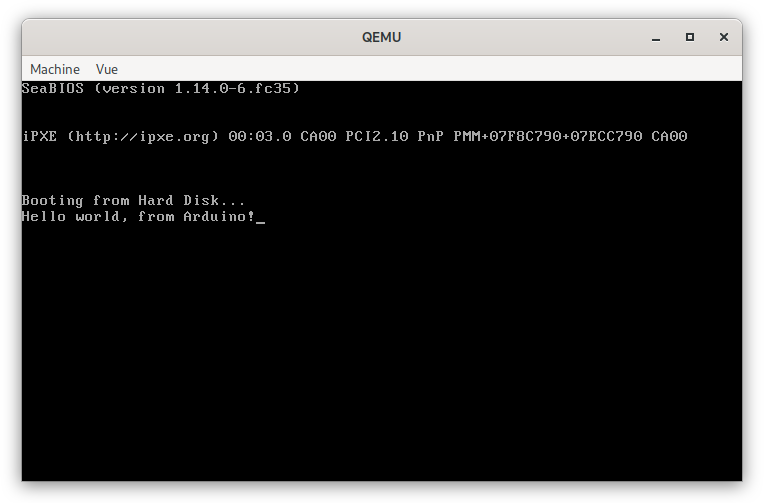 QEMU
Machine Vue
SeaBIOS (version 1.14.0-6.fc35)
iPXE (http://ipxe.org) 00:03.0 CA00 PCI2.10 PnP PMM+07F8C790+07ECC790 CA00
Booting from Hard Disk...
Hello world, from Arduino!_